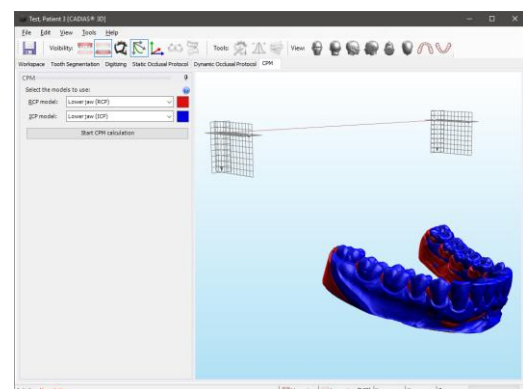 Test, Patient J [CADIAS® 3D]
File Edit View Tools Help
Visibility: Tools: View:
Workspace Tooth Segmentation Digitizing Static Occlusal Protocol Dynamic Occlusal Protocol CPM
CPM
Select the models to use:
RCP model: Lower jaw (RCP)
ICP model: Lower jaw (ICP)
Start CPM calculation